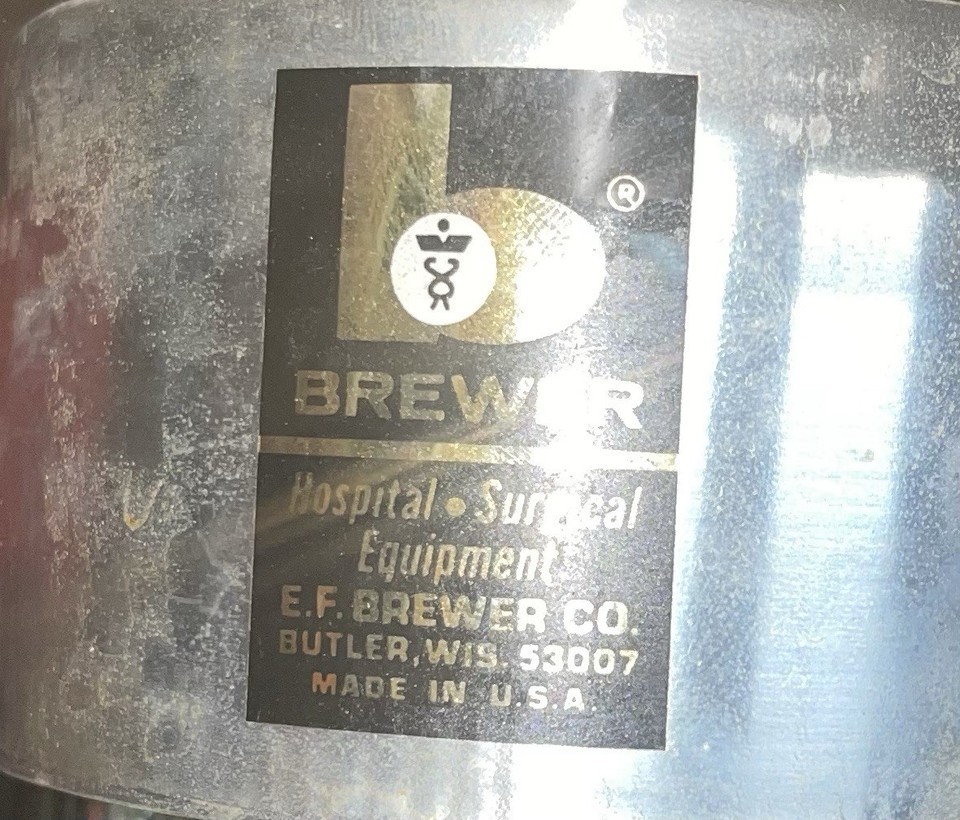 b ®
BREWER
Hospital • Surgical
Equipment
E.F. BREWER CO.
BUTLER, WIS. 53007
MADE IN U.S.A.